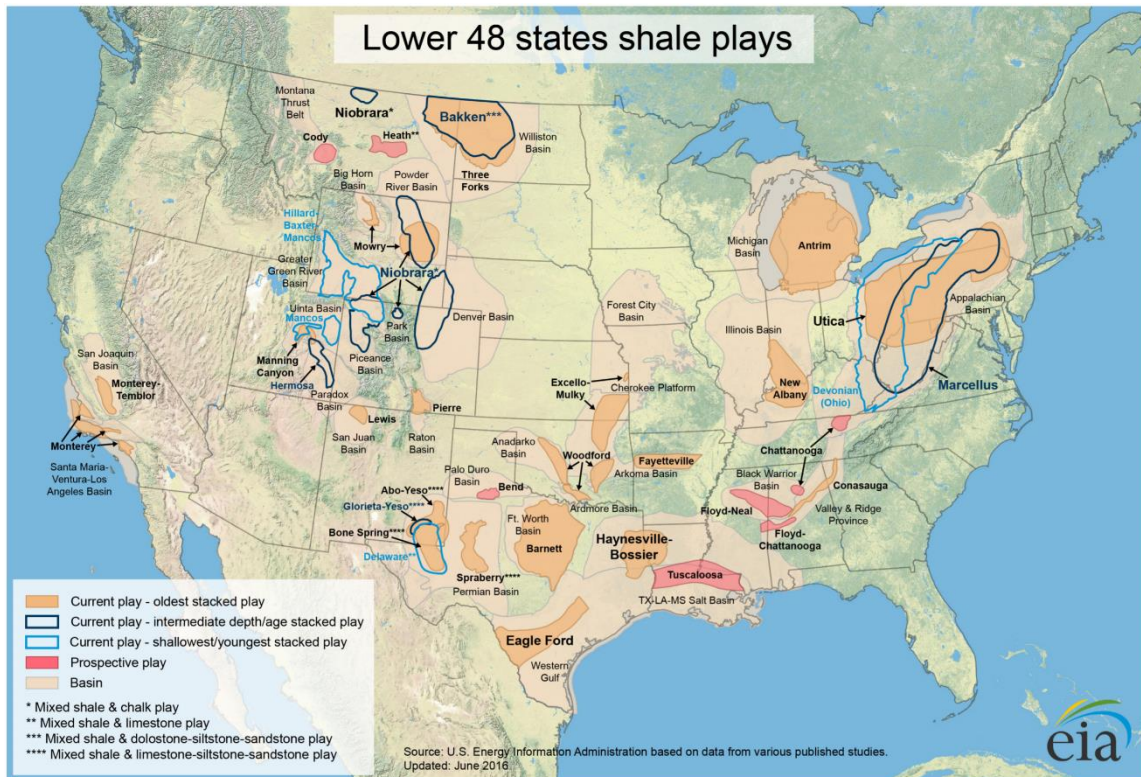 Lower 48 states shale plays
Montana
Thrust
Belt
Niobrara*
Bakken***
Cody
Heath**
Williston
Basin
Big Horn
Basin
Powder
River Basin
Three
Forks
Hillard-
Baxter-
Mancos
Mowry
Greater
Green River
Basin
Niobrara*
Uinta Basin
Mancos
Park
Basin
Denver Basin
Manning
Canyon
Piceance
Basin
Hermosa
Paradox
Basin
San Joaquin
Basin
Monterey-
Temblor
Monterey
Santa Maria-
Ventura-Los
Angeles Basin
Lewis
San Juan
Basin
Pierre
Raton
Basin
Michigan
Basin
Antrim
Forest City
Basin
Illinois Basin
Utica
Appalachian
Basin
Excello-
Mulky
Cherokee Platform
New
Albany
Devonian
(Ohio)
Marcellus
Anadarko
Basin
Woodford
Fayetteville
Arkoma Basin
Chattanooga
Black Warrior
Basin
Conasauga
Palo Duro
Basin
Bend
Ardmore Basin
Floyd-Neal
Valley & Ridge
Province
Abo-Yeso****
Glorieta-Yeso****
Bone Spring****
Delaware**
Ft. Worth
Basin
Barnett
Haynesville-
Bossier
Floyd-
Chattanooga
Spraberry****
Permian Basin
Tuscaloosa
TX-LA-MS Salt Basin
Eagle Ford
Western
Gulf
Current play - oldest stacked play
Current play - intermediate depth/age stacked play
Current play - shallowest/youngest stacked play
Prospective play
Basin
* Mixed shale & chalk play
** Mixed shale & limestone play
*** Mixed shale & dolostone-siltstone-sandstone play
**** Mixed shale & limestone-siltstone-sandstone play
Source: U.S. Energy Information Administration based on data from various published studies.
Updated: June 2016
eia